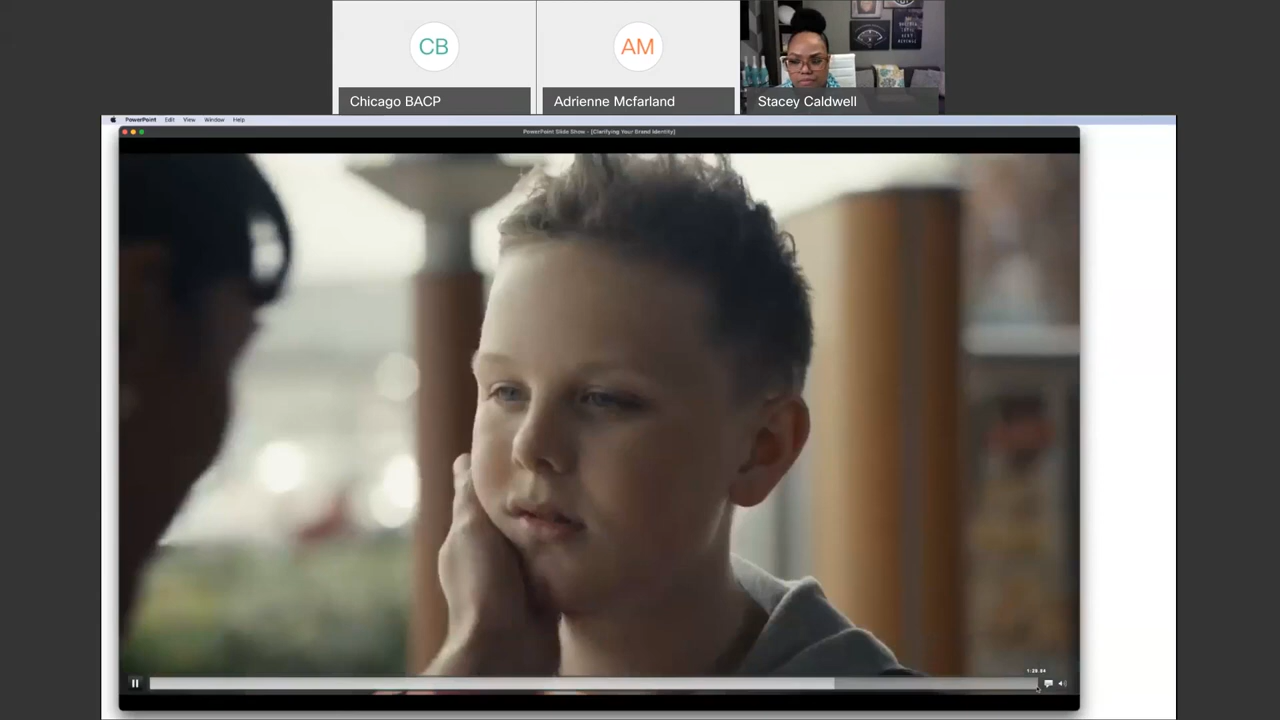 CB
AM
Chicago BACP
Adrienne Mcfarland
Stacey Caldwell
PowerPoint Edit View Window Help
PowerPoint Slide Show - [Clarifying Your Brand Identity]